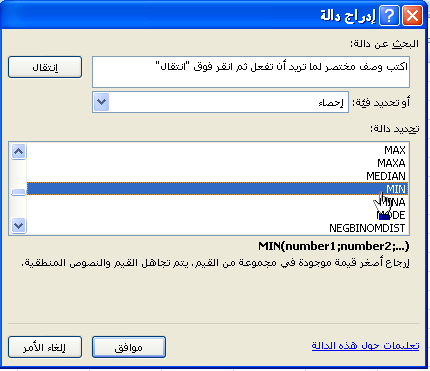 إدراج دالة
البحث عن دالة:
اكتب وصف مختصر لما تريد أن تفعل ثم انقر فوق "انتقال"
إنتقال
أو تحديد فئة:
إحصاء
تحديد دالة:
MAX
MAXA
MEDIAN
MIN
MINA
MODE
NEGBINOMDIST
MIN(number1;number2;...)
إرجاع أصغر قيمة موجودة في مجموعة من القيم. يتم تجاهل القيم والنصوص المنطقية.
تعليمات حول هذه الدالة
موافق
إلغاء الأمر